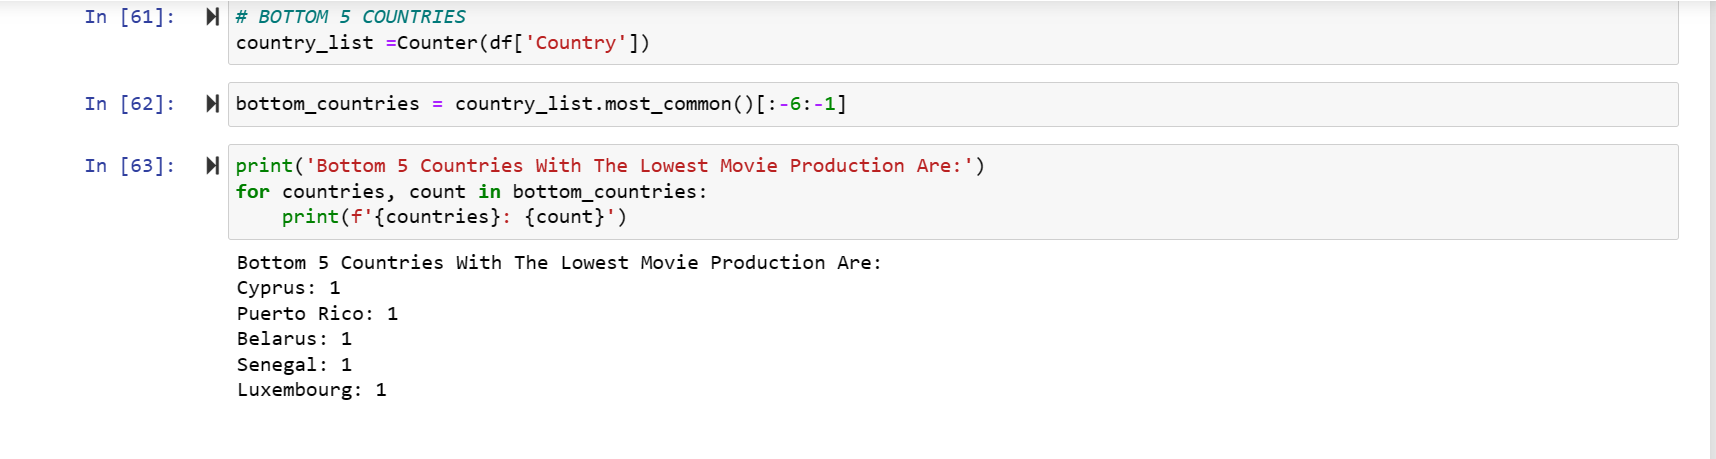 In [61]: # BOTTOM 5 COUNTRIES
country_list =Counter(df['Country'])
In [62]: bottom_countries = country_list.most_common()[:-6:-1]
In [63]: print('Bottom 5 Countries With The Lowest Movie Production Are:')
for countries, count in bottom_countries:
    print(f'{countries}: {count}')
Bottom 5 Countries With The Lowest Movie Production Are:
Cyprus: 1
Puerto Rico: 1
Belarus: 1
Senegal: 1
Luxembourg: 1